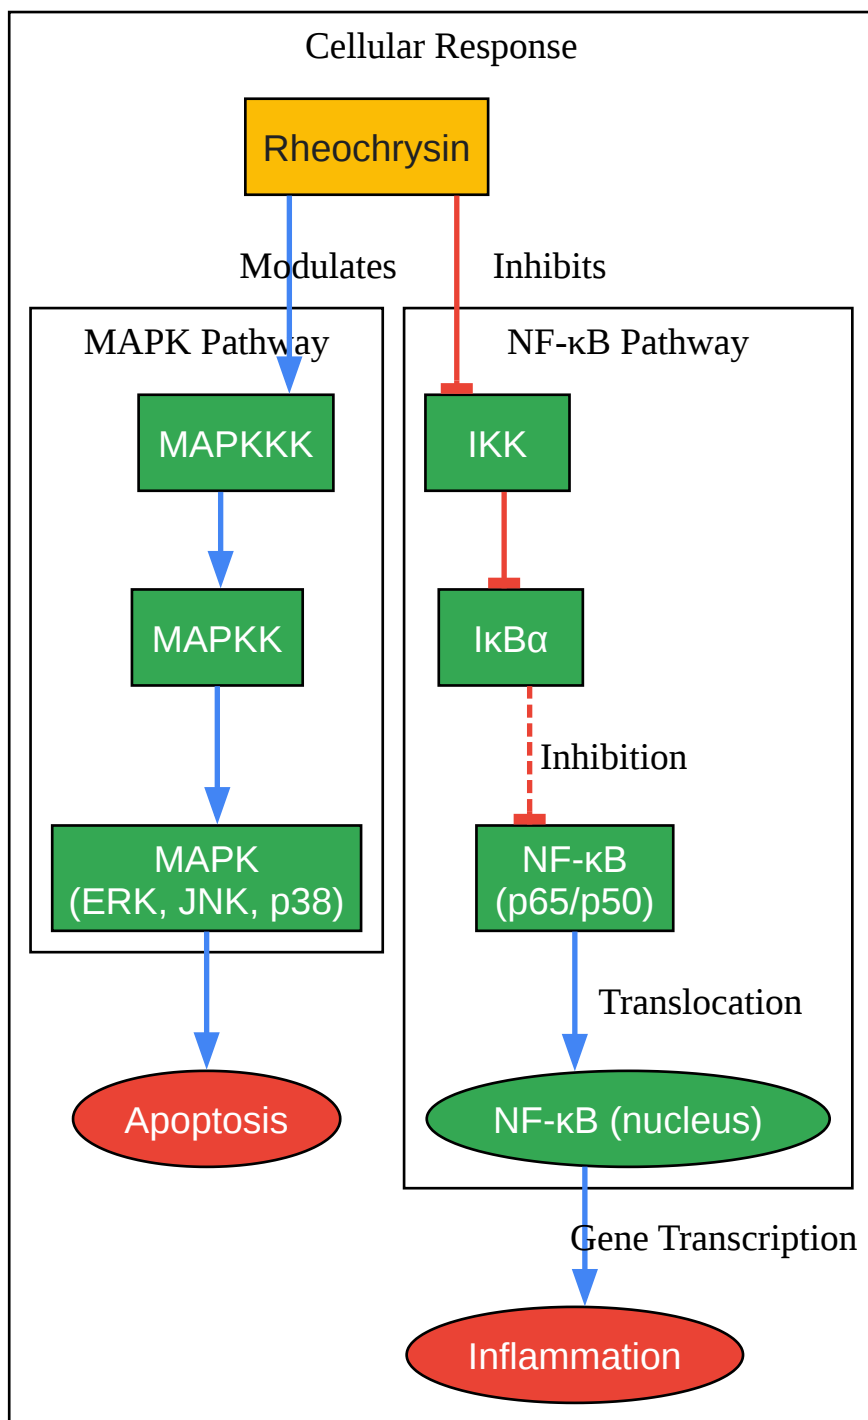 Cellular Response
Rheochrysin
Modulates
Inhibits
MAPK Pathway
MAPKKK
MAPKK
MAPK
(ERK, JNK, p38)
Apoptosis
NF-κB Pathway
IKK
IκBα
Inhibition
NF-κB
(p65/p50)
Translocation
NF-κB (nucleus)
Gene Transcription
Inflammation